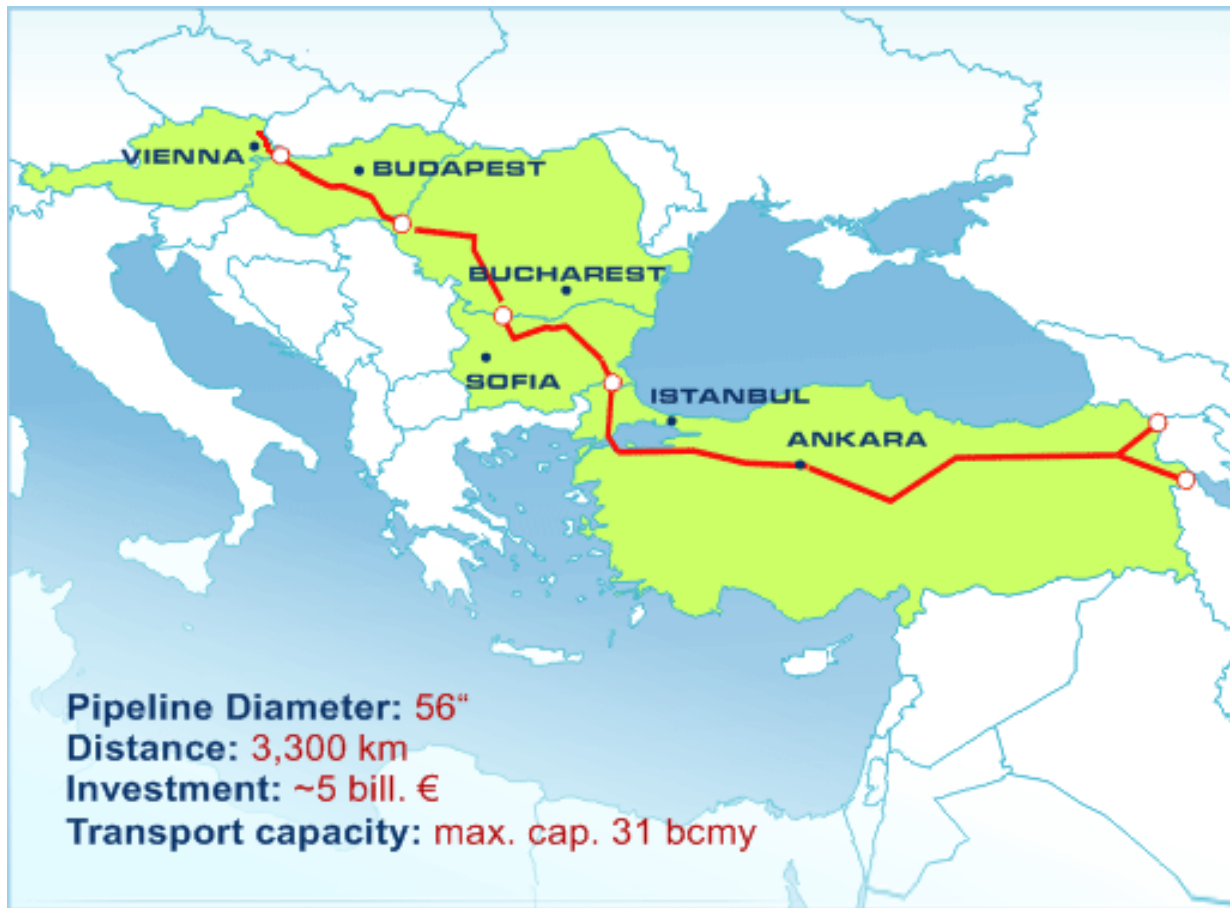 VIENNA
BUDAPEST
BUCHAREST
SOFIA
ISTANBUL
ANKARA
Pipeline Diameter: 56“
Distance: 3,300 km
Investment: ~5 bill. €
Transport capacity: max. cap. 31 bcmy